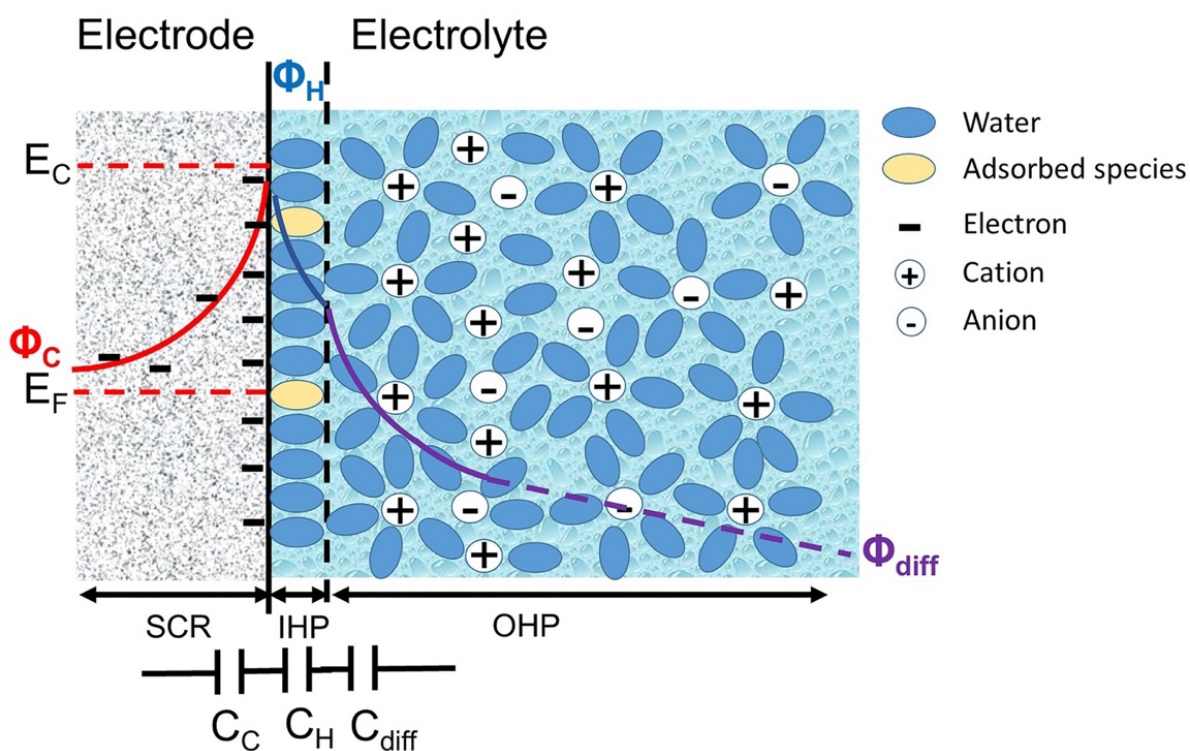 Electrode Electrolyte
Φ_H
E_C
Φ_C
E_F
Water
Adsorbed species
Electron
Cation
Anion
Φ_diff
SCR IHP OHP
C_C C_H C_diff